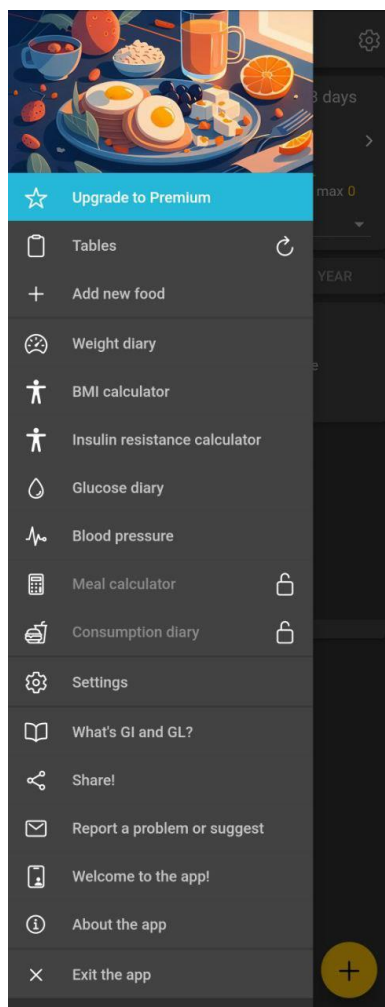 3 days
Upgrade to Premium
max 0
Tables
YEAR
Add new food
Weight diary
BMI calculator
Insulin resistance calculator
Glucose diary
Blood pressure
Meal calculator
Consumption diary
Settings
What's GI and GL?
Share!
Report a problem or suggest
Welcome to the app!
About the app
Exit the app